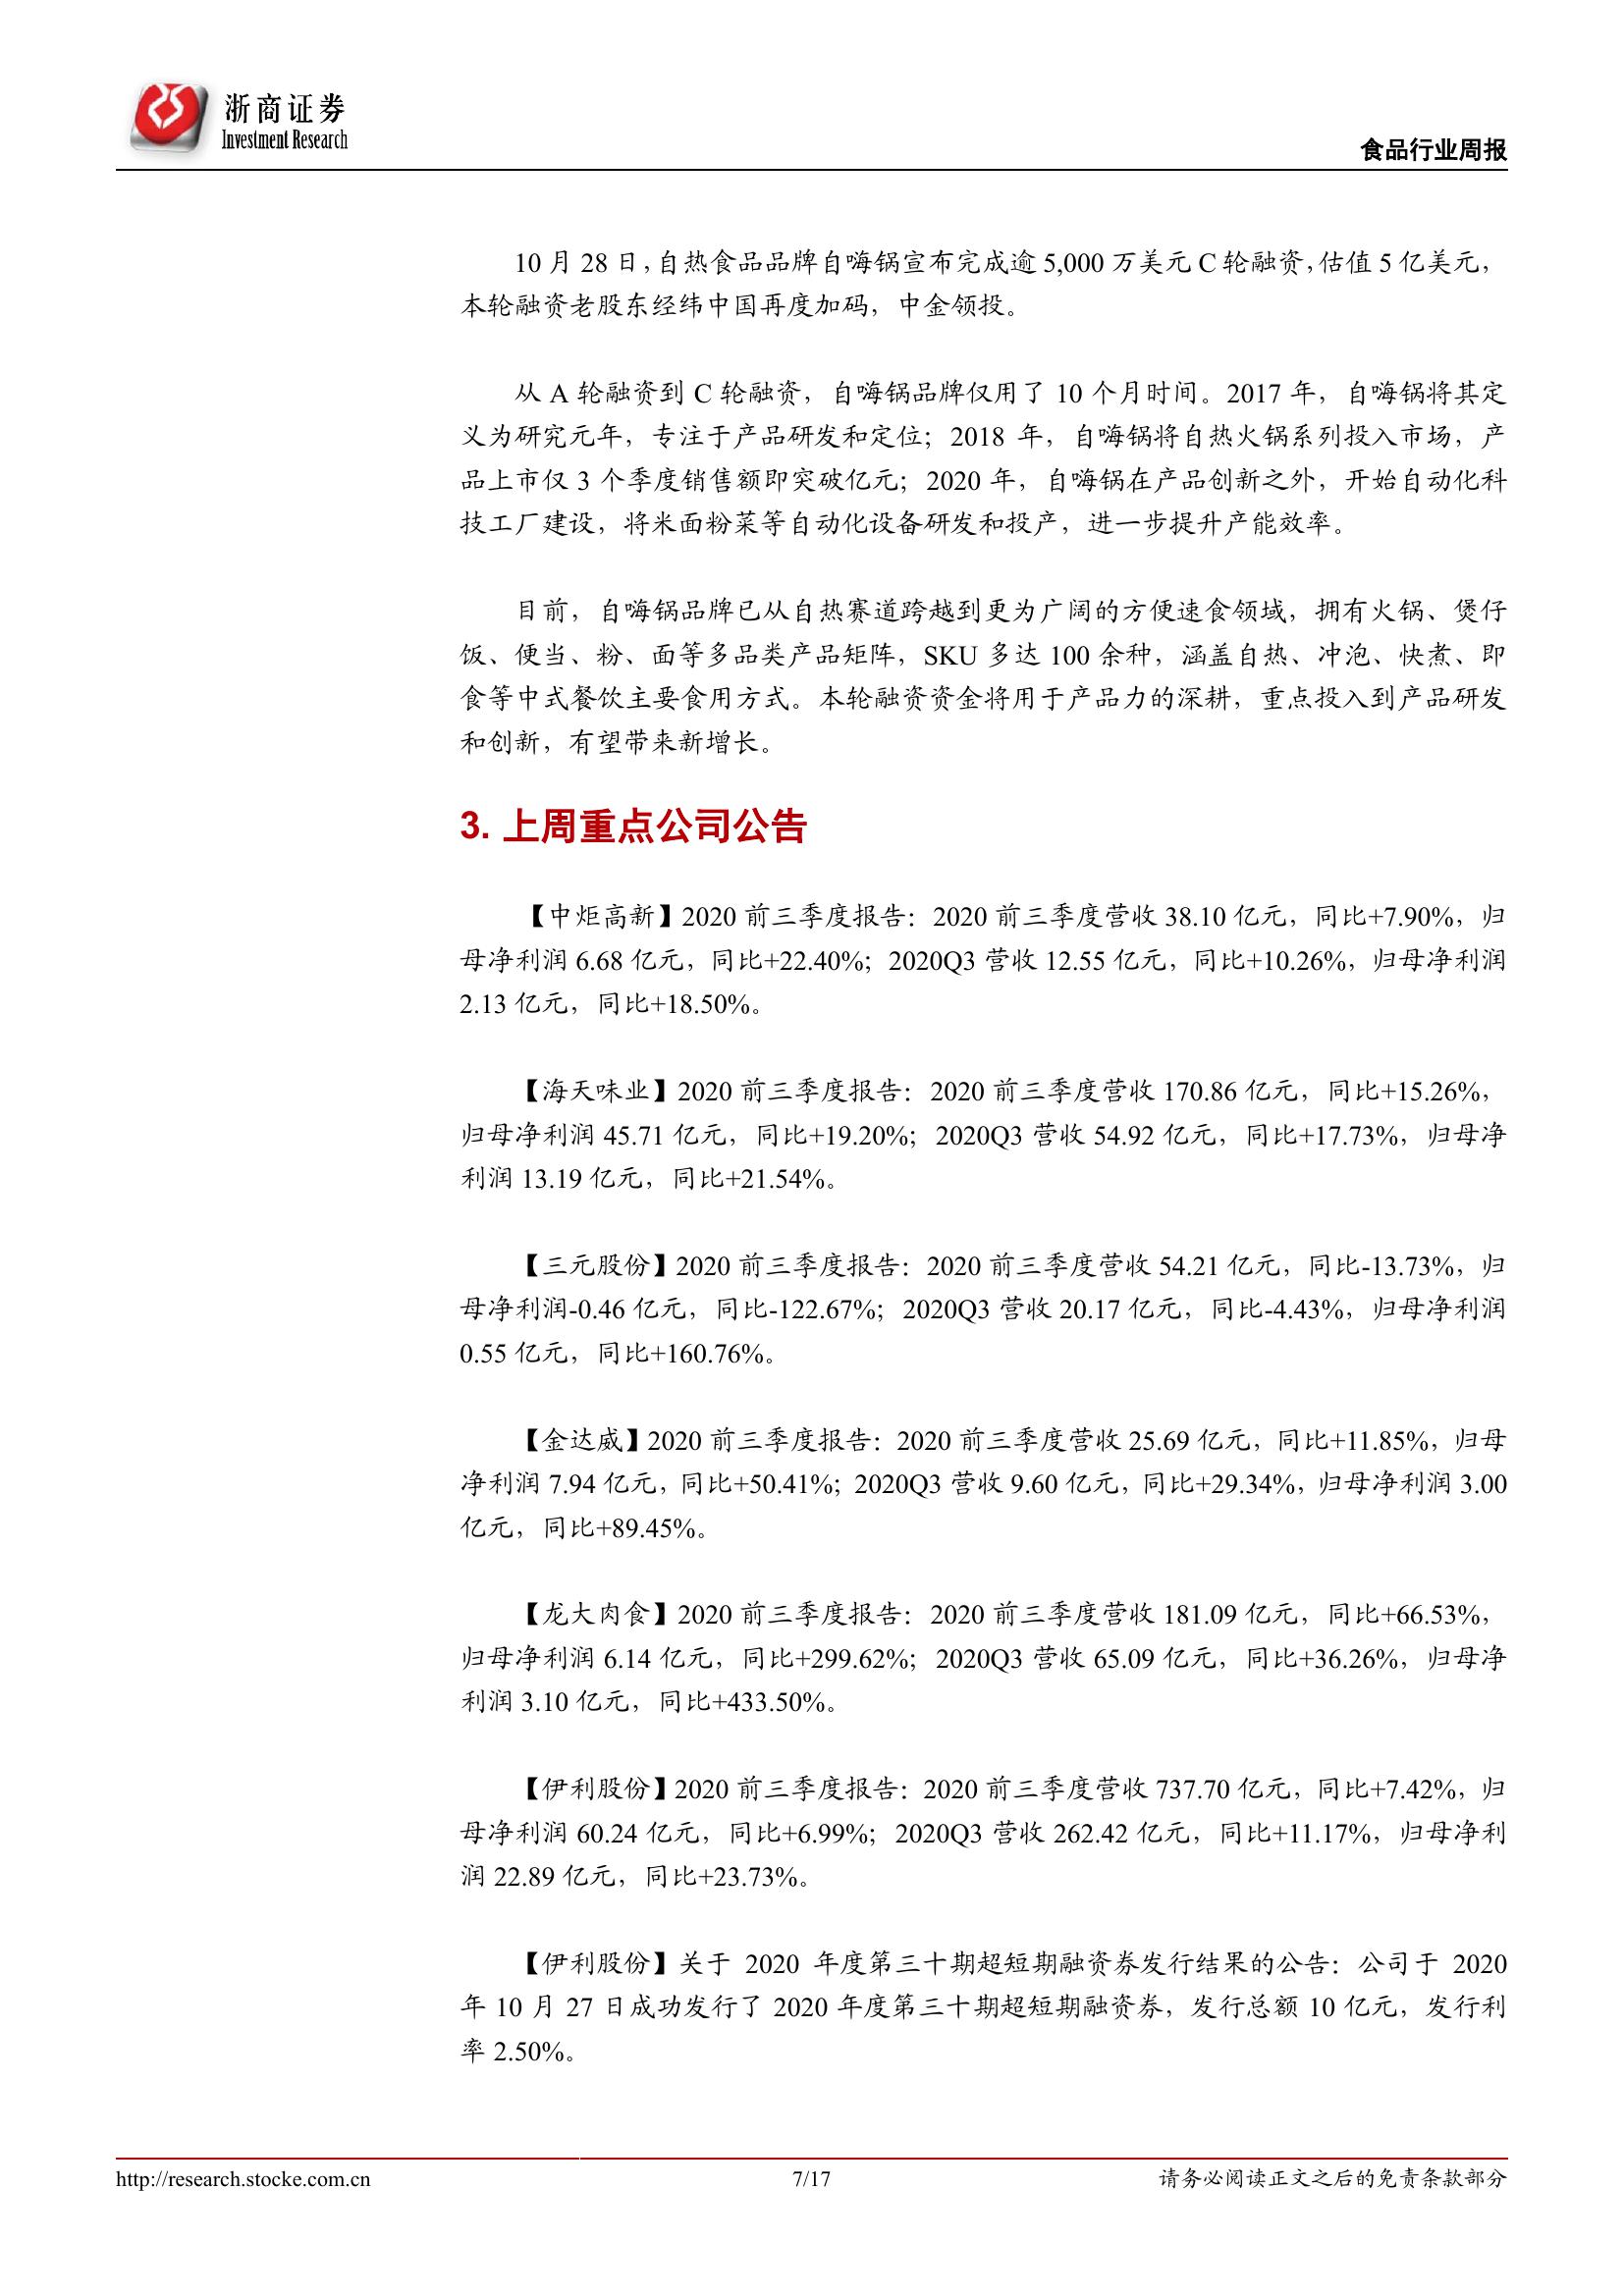 浙商证券
Investment Research
食品行业周报
10 月 28 日，自热食品品牌自嗨锅宣布完成逾 5,000 万美元 C 轮融资，估值 5 亿美元，
本轮融资老股东经纬中国再度加码，中金领投。
从 A 轮融资到 C 轮融资，自嗨锅品牌仅用了 10 个月时间。2017 年，自嗨锅将其定
义为研究元年，专注于产品研发和定位；2018 年，自嗨锅将自热火锅系列投入市场，产
品上市仅 3 个季度销售额即突破亿元；2020 年，自嗨锅在产品创新之外，开始自动化科
技工厂建设，将米面粉菜等自动化设备研发和投产，进一步提升产能效率。
目前，自嗨锅品牌已从自热赛道跨越到更为广阔的方便速食领域，拥有火锅、煲仔
饭、便当、粉、面等多品类产品矩阵，SKU 多达 100 余种，涵盖自热、冲泡、快煮、即
食等中式餐饮主要食用方式。本轮融资资金将用于产品力的深耕，重点投入到产品研发
和创新，有望带来新增长。
3. 上周重点公司公告
【中炬高新】2020 前三季度报告：2020 前三季度营收 38.10 亿元，同比+7.90%，归
母净利润 6.68 亿元，同比+22.40%；2020Q3 营收 12.55 亿元，同比+10.26%，归母净利润
2.13 亿元，同比+18.50%。
【海天味业】2020 前三季度报告：2020 前三季度营收 170.86 亿元，同比+15.26%，
归母净利润 45.71 亿元，同比+19.20%；2020Q3 营收 54.92 亿元，同比+17.73%，归母净
利润 13.19 亿元，同比+21.54%。
【三元股份】2020 前三季度报告：2020 前三季度营收 54.21 亿元，同比-13.73%，归
母净利润-0.46 亿元，同比-122.67%；2020Q3 营收 20.17 亿元，同比-4.43%，归母净利润
0.55 亿元，同比+160.76%。
【金达威】2020 前三季度报告：2020 前三季度营收 25.69 亿元，同比+11.85%，归母
净利润 7.94 亿元，同比+50.41%；2020Q3 营收 9.60 亿元，同比+29.34%，归母净利润 3.00
亿元，同比+89.45%。
【龙大肉食】2020 前三季度报告：2020 前三季度营收 181.09 亿元，同比+66.53%，
归母净利润 6.14 亿元，同比+299.62%；2020Q3 营收 65.09 亿元，同比+36.26%，归母净
利润 3.10 亿元，同比+433.50%。
【伊利股份】2020 前三季度报告：2020 前三季度营收 737.70 亿元，同比+7.42%，归
母净利润 60.24 亿元，同比+6.99%；2020Q3 营收 262.42 亿元，同比+11.17%，归母净利
润 22.89 亿元，同比+23.73%。
【伊利股份】关于 2020 年度第三十期超短期融资券发行结果的公告：公司于 2020
年 10 月 27 日成功发行了 2020 年度第三十期超短期融资券，发行总额 10 亿元，发行利
率 2.50%。
http://research.stocke.com.cn
7/17
请务必阅读正文之后的免责条款部分